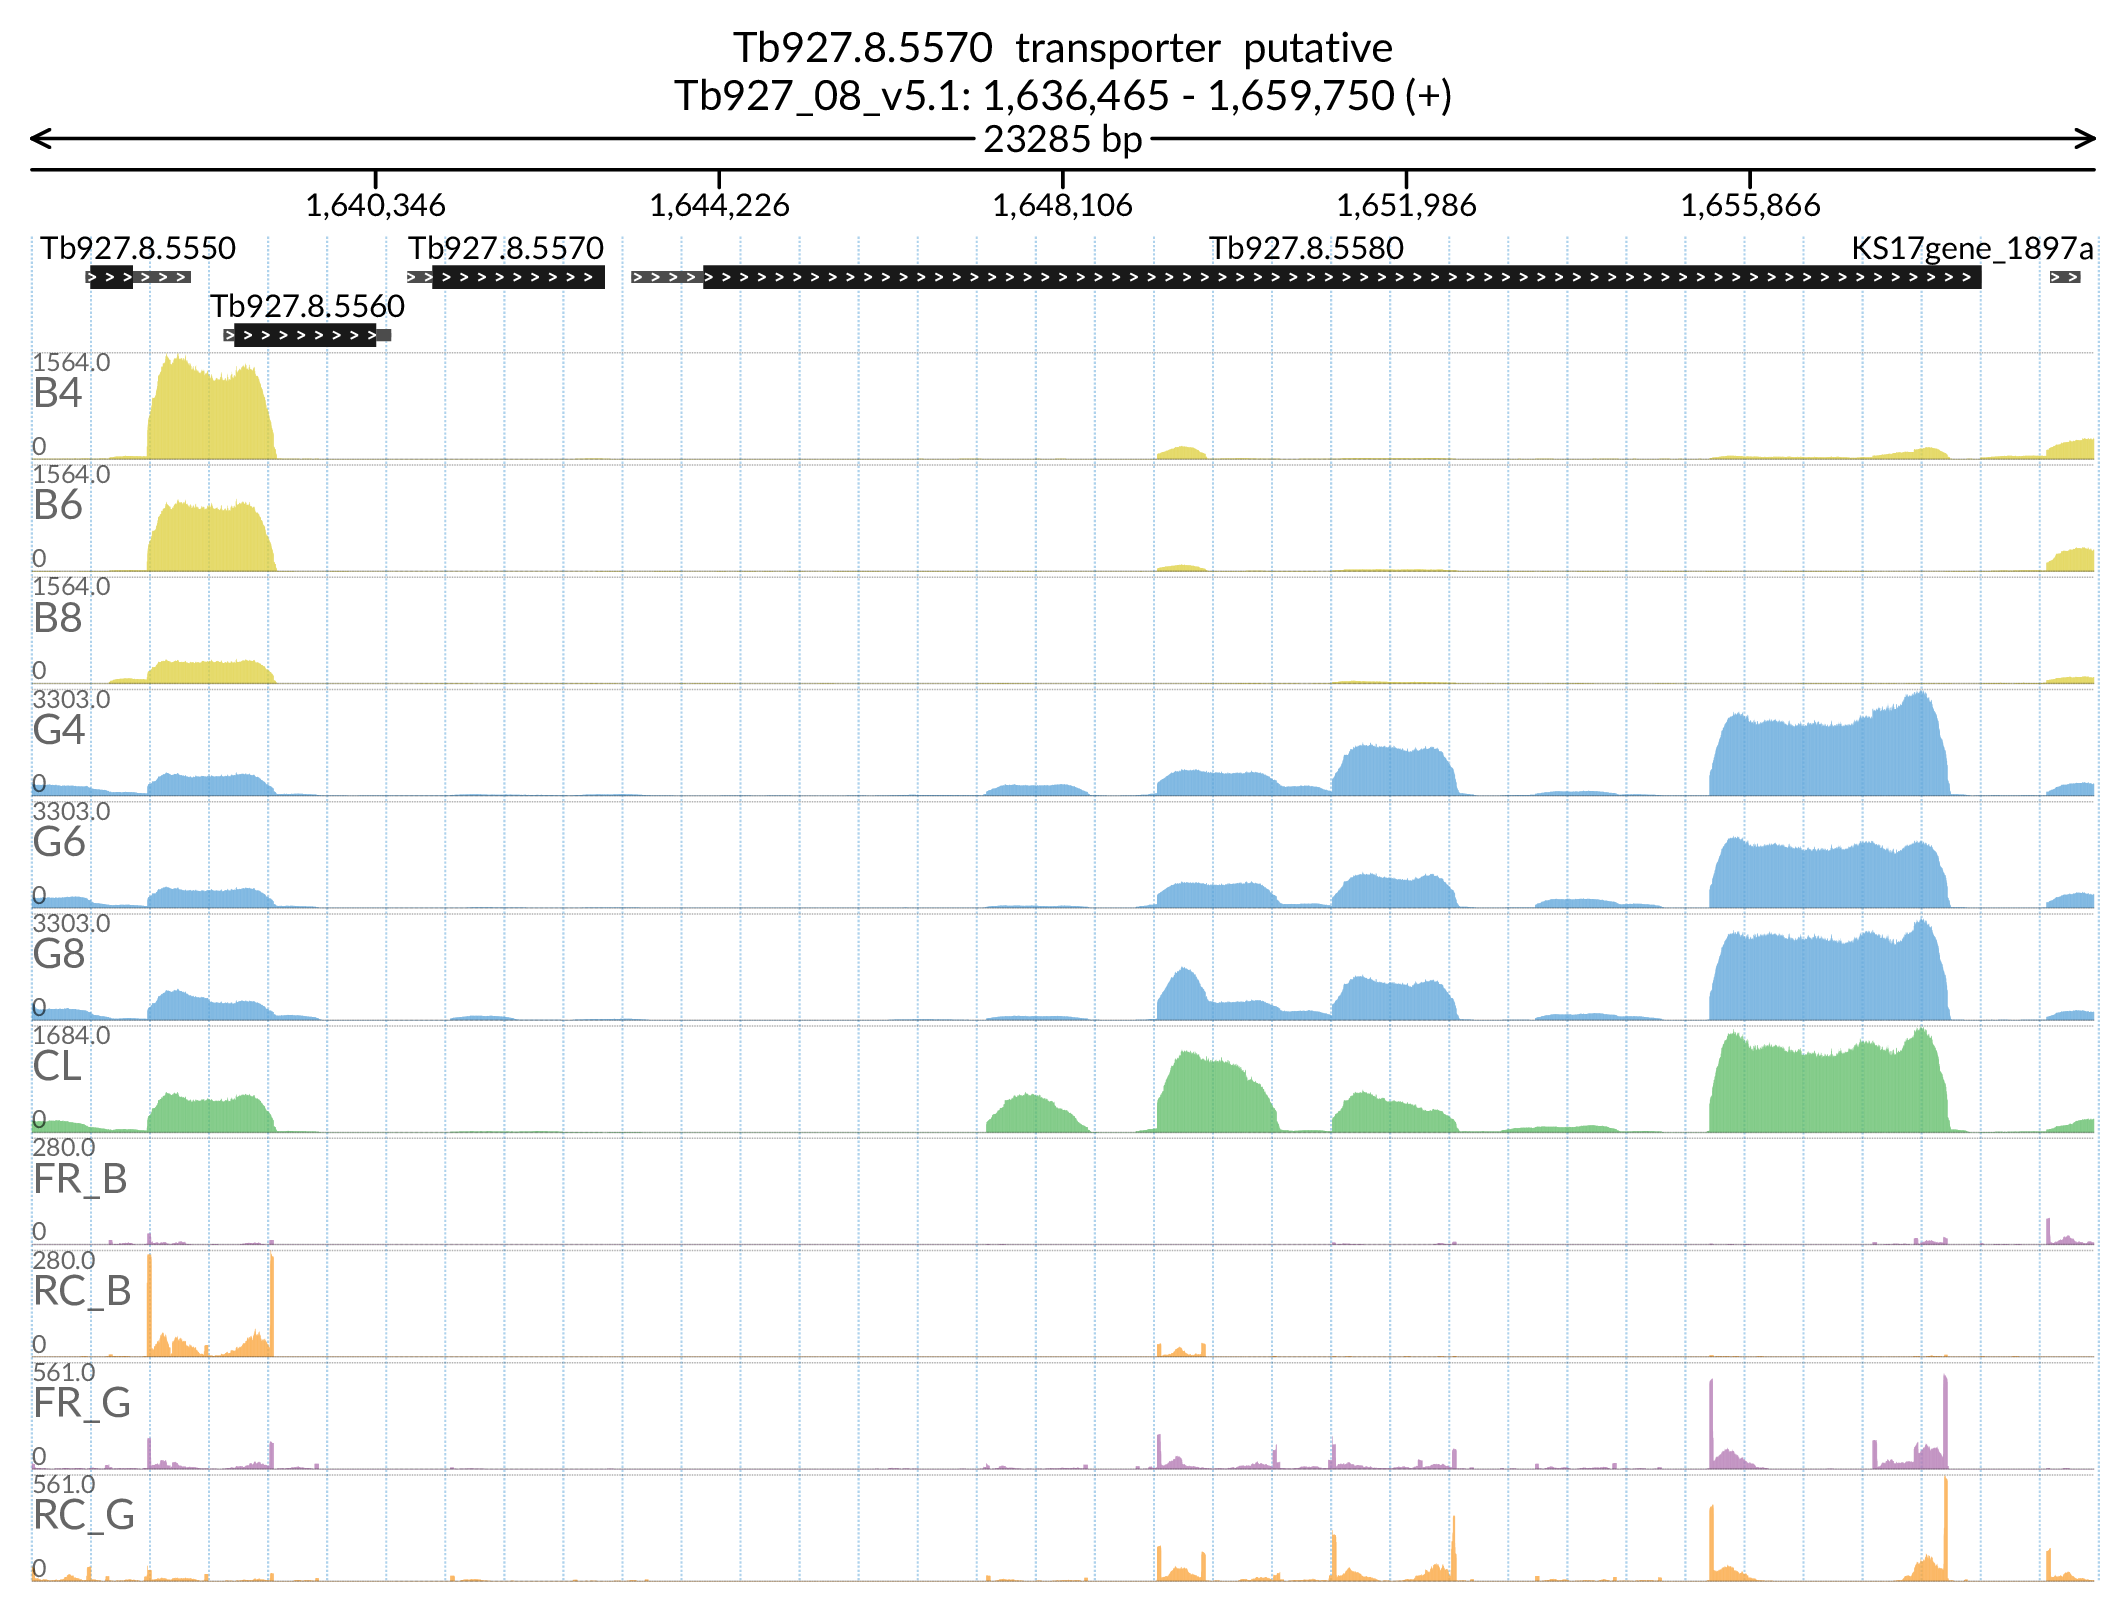 Tb927.8.5570 transporter putative
Tb927_08_v5.1: 1,636,465 - 1,659,750 (+)
23285 bp
1,640,346 1,644,226 1,648,106 1,651,986 1,655,866
Tb927.8.5550 Tb927.8.5570 Tb927.8.5580 KS17gene_1897a
Tb927.8.5560
1564.0
B4
0
1564.0
B6
0
1564.0
B8
0
3303.0
G4
0
3303.0
G6
0
3303.0
G8
0
1684.0
CL
0
280.0
FR_B
0
280.0
RC_B
0
561.0
FR_G
0
561.0
RC_G
0